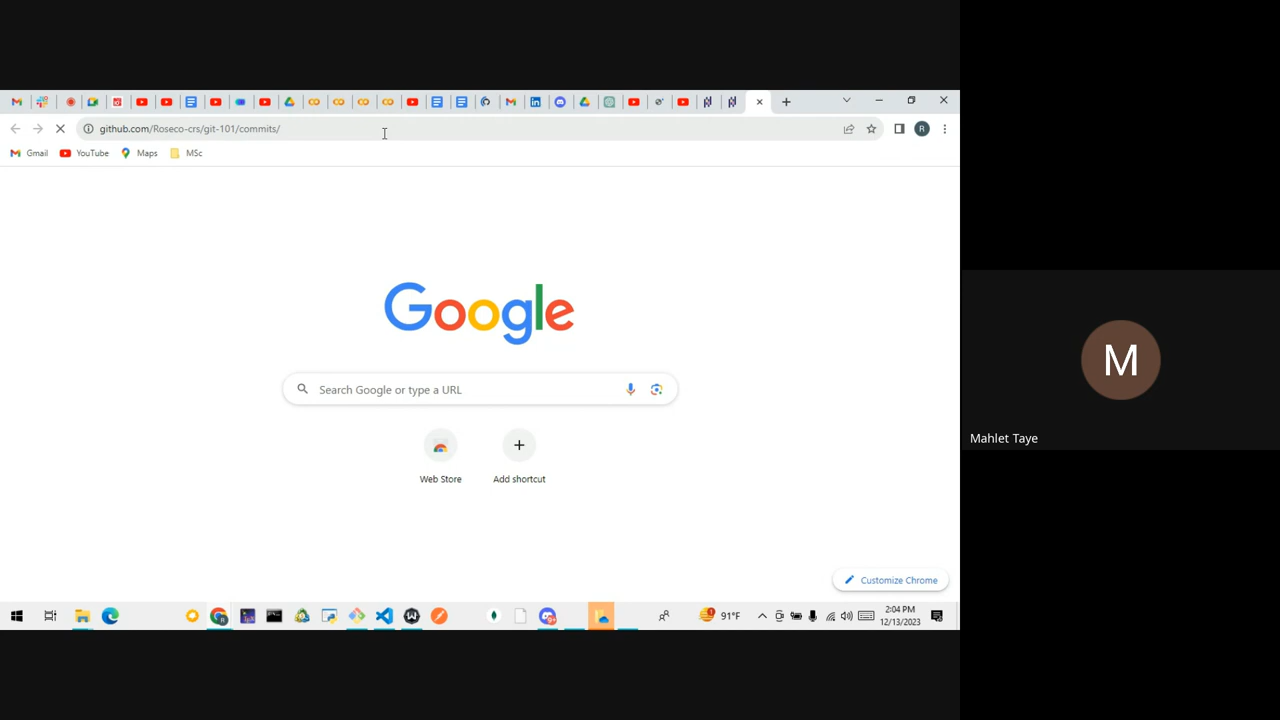 github.com/Roseco-crs/git-101/commits/
R
Gmail
YouTube
Maps
MSc
Google
Search Google or type a URL
Web Store
Add shortcut
Customize Chrome
91°F
2:04 PM
12/13/2023
M
Mahlet Taye